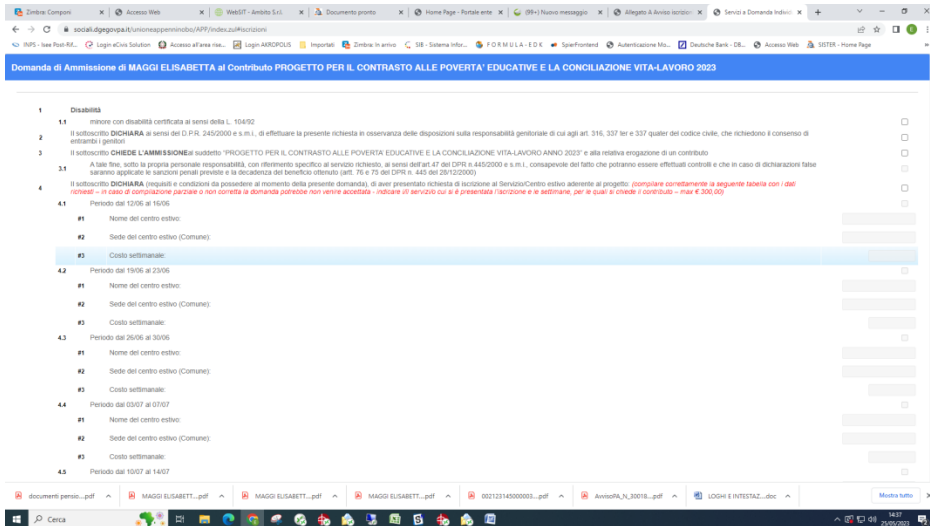 Zimbra: Composi
Accesso Web
WebSIT - Ambito S.r.l.
Documento pronto
Home Page - Portale ente
(99+) Nuovo messaggio
Allegato A Avviso iscrizion
Servizi a Domanda Individ
sociali.dgegovpa.it/unioneappenninobo/APP/index.zul#iscrizioni
INPS - Isee Post-Rif...
Login eCivis Solution
Accesso all'area rise...
Login AKROPOLIS
Importati
Zimbra: In arrivo
SIB - Sistema Infor...
F O R M U L A - E D K
SpierFrontend
Autenticazione Mo...
Deutsche Bank - DB...
Accesso Web
SISTER - Home Page
»
Domanda di Ammissione di MAGGI ELISABETTA al Contributo PROGETTO PER IL CONTRASTO ALLE POVERTA' EDUCATIVE E LA CONCILIAZIONE VITA-LAVORO 2023
1 Disabilità
1.1 minore con disabilità certificata ai sensi della L. 104/92
2 Il sottoscritto DICHIARA ai sensi del D.P.R. 245/2000 e s.m.i., di effettuare la presente richiesta in osservanza delle disposizioni sulla responsabilità genitoriale di cui agli art. 316, 337 ter e 337 quater del codice civile, che richiedono il consenso di
entrambi i genitori
3 Il sottoscritto CHIEDE L'AMMISSIONEal suddetto "PROGETTO PER IL CONTRASTO ALLE POVERTA' EDUCATIVE E LA CONCILIAZIONE VITA-LAVORO ANNO 2023" e alla relativa erogazione di un contributo
3.1 A tale fine, sotto la propria personale responsabilità, con riferimento specifico al servizio richiesto, ai sensi dell'art.47 del DPR n.445/2000 e s.m.i., consapevole del fatto che potranno essere effettuati controlli e che in caso di dichiarazioni false
saranno applicate le sanzioni penali previste e la decadenza del beneficio ottenuto (artt. 76 e 75 del DPR n. 445 del 28/12/2000)
4 Il sottoscritto DICHIARA (requisiti e condizioni da possedere al momento della presente domanda), di aver presentato richiesta di iscrizione al Servizio/Centro estivo aderente al progetto: (compilare correttamente la seguente tabella con i dati
richiesti – in caso di compilazione parziale o non corretta la domanda potrebbe non venire accettata - indicare il/i servizi/o cui si è presentata l'iscrizione e le settimane, per le quali si chiede il contributo – max € 300,00)
4.1 Periodo dal 12/06 al 16/06
#1 Nome del centro estivo:
#2 Sede del centro estivo (Comune):
#3 Costo settimanale:
4.2 Periodo dal 19/06 al 23/06
#1 Nome del centro estivo:
#2 Sede del centro estivo (Comune):
#3 Costo settimanale:
4.3 Periodo dal 26/06 al 30/06
#1 Nome del centro estivo:
#2 Sede del centro estivo (Comune):
#3 Costo settimanale:
4.4 Periodo dal 03/07 al 07/07
#1 Nome del centro estivo:
#2 Sede del centro estivo (Comune):
#3 Costo settimanale:
4.5 Periodo dal 10/07 al 14/07
documenti pensio....pdf
MAGGI ELISABETT....pdf
MAGGI ELISABETT....pdf
MAGGI ELISABETT....pdf
002123145000003....pdf
AvvisoPA_N_30018....pdf
LOGHI E INTESTAZ....doc
Mostra tutto
Cerca
14:37
25/05/2023